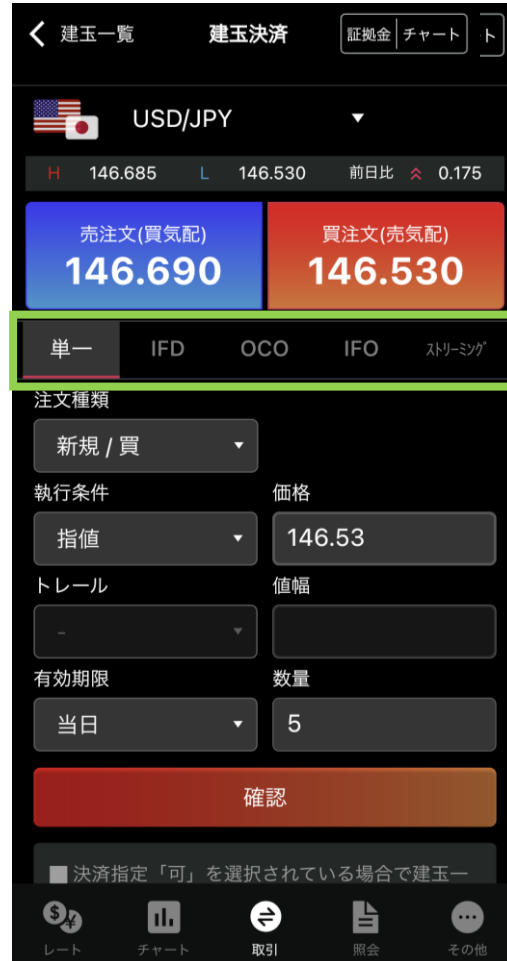 建玉一覧 建玉決済 証拠金 チャート ト
USD/JPY
H 146.685 L 146.530 前日比 0.175
売注文(買気配) 買注文(売気配)
146.690 146.530
単一 IFD OCO IFO ｽﾄﾘｰﾐﾝｸﾞ
注文種類
新規 / 買
執行条件 価格
指値 146.53
トレール 値幅
-
有効期限 数量
当日 5
確認
■ 決済指定「可」を選択されている場合で建玉一
レート チャート 取引 照会 その他